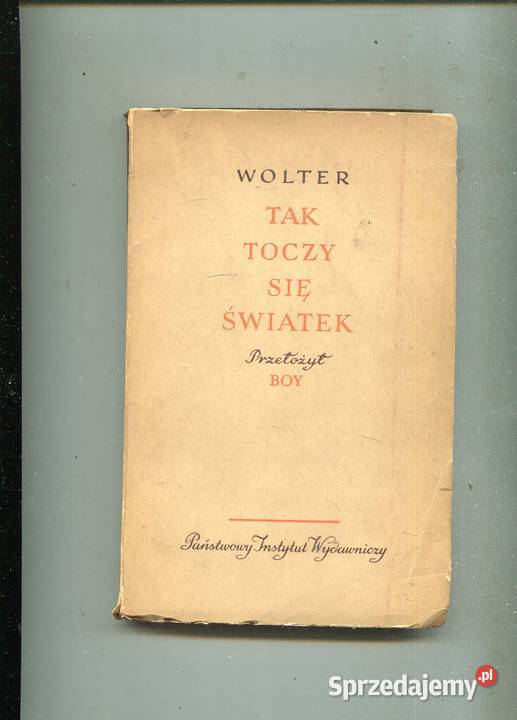 WOLTER
TAK
TOCZY
SIĘ
ŚWIATEK
Przełożył
BOY
Państwowy Instytut Wydawniczy
Sprzedajemy.pl